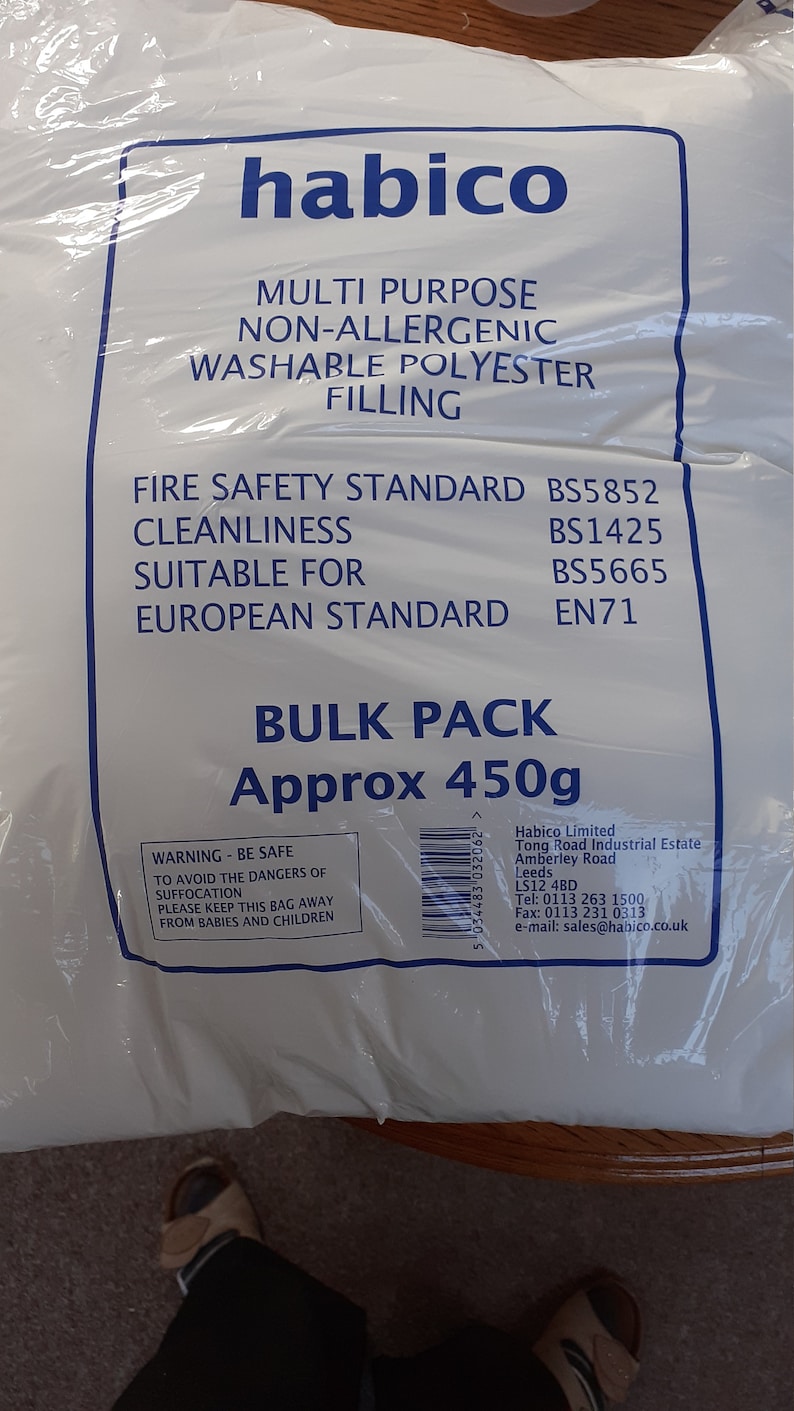 habico
MULTI PURPOSE
NON-ALLERGENIC
WASHABLE POLYESTER
FILLING
FIRE SAFETY STANDARD BS5852
CLEANLINESS BS1425
SUITABLE FOR BS5665
EUROPEAN STANDARD EN71
BULK PACK
Approx 450g
WARNING - BE SAFE
TO AVOID THE DANGERS OF
SUFFOCATION
PLEASE KEEP THIS BAG AWAY
FROM BABIES AND CHILDREN
5 034483 032062 >
Habico Limited
Tong Road Industrial Estate
Amberley Road
Leeds
LS12 4BD
Tel: 0113 263 1500
Fax: 0113 231 0313
e-mail: sales@habico.co.uk